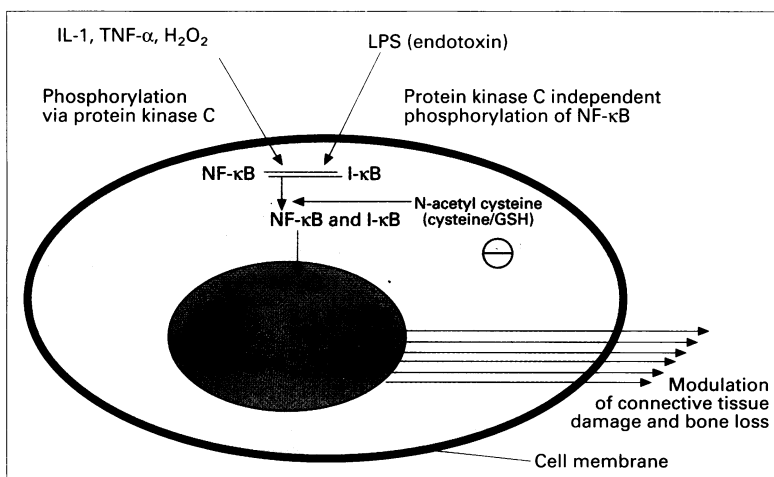 IL-1, TNF-α, H₂O₂
LPS (endotoxin)
Phosphorylation
via protein kinase C
Protein kinase C independent
phosphorylation of NF-κB
NF-κB
I-κB
N-acetyl cysteine
(cysteine/GSH)
NF-κB and I-κB
Modulation
of connective tissue
damage and bone loss
Cell membrane